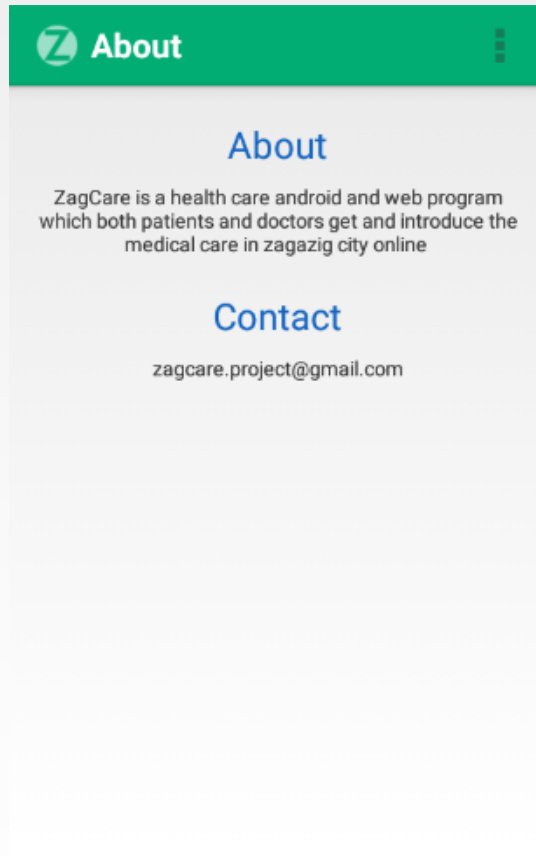 Z About
About
ZagCare is a health care android and web program
which both patients and doctors get and introduce the
medical care in zagazig city online
Contact
zagcare.project@gmail.com